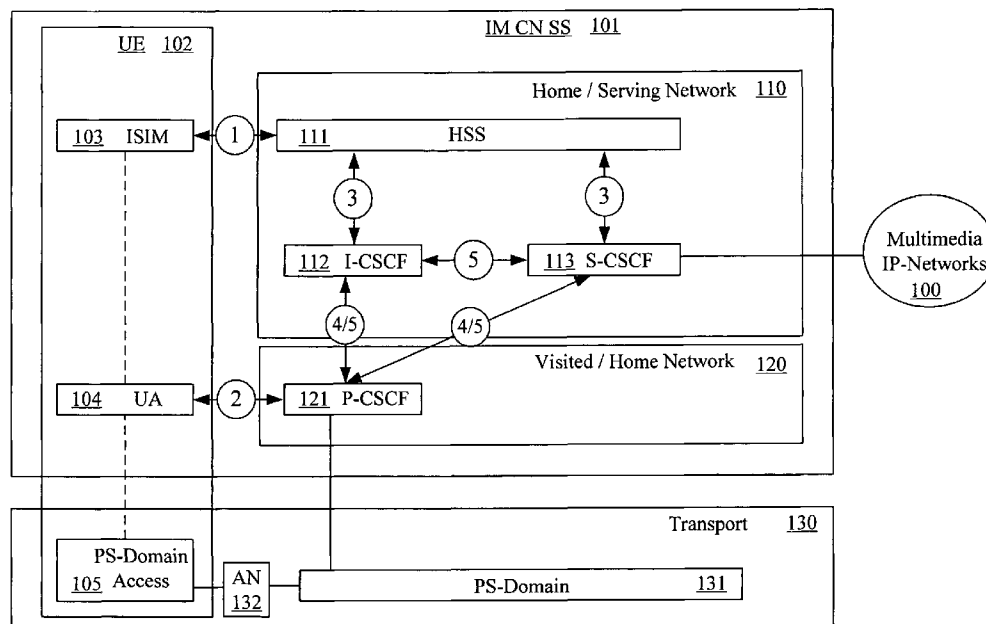 IM CN SS 101
UE 102
Home / Serving Network 110
103 ISIM
1
111 HSS
3
3
112 I-CSCF
5
113 S-CSCF
Multimedia
IP-Networks
100
4/5
4/5
Visited / Home Network 120
104 UA
2
121 P-CSCF
Transport 130
PS-Domain
105 Access
AN
132
PS-Domain 131